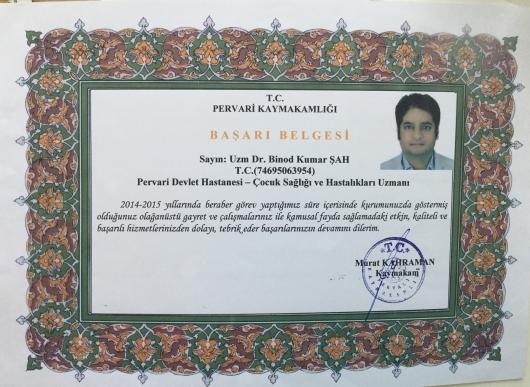 T.C.
PERVARİ KAYMAKAMLIĞI
BAŞARI BELGESİ
Sayın: Uzm Dr. Binod Kumar ŞAH
T.C.(74695063954)
Pervari Devlet Hastanesi – Çocuk Sağlığı ve Hastalıkları Uzmanı
2014-2015 yıllarında beraber görev yaptığımız süre içerisinde kurumunuzda göstermiş
olduğunuz olağanüstü gayret ve çalışmalarınız ile kamusal fayda sağlamadaki etkin, kaliteli ve
başarılı hizmetlerinizden dolayı, tebrik eder başarılarınızın devamını dilerim.
T.C.
Murat KAHRAMAN
Kaymakam